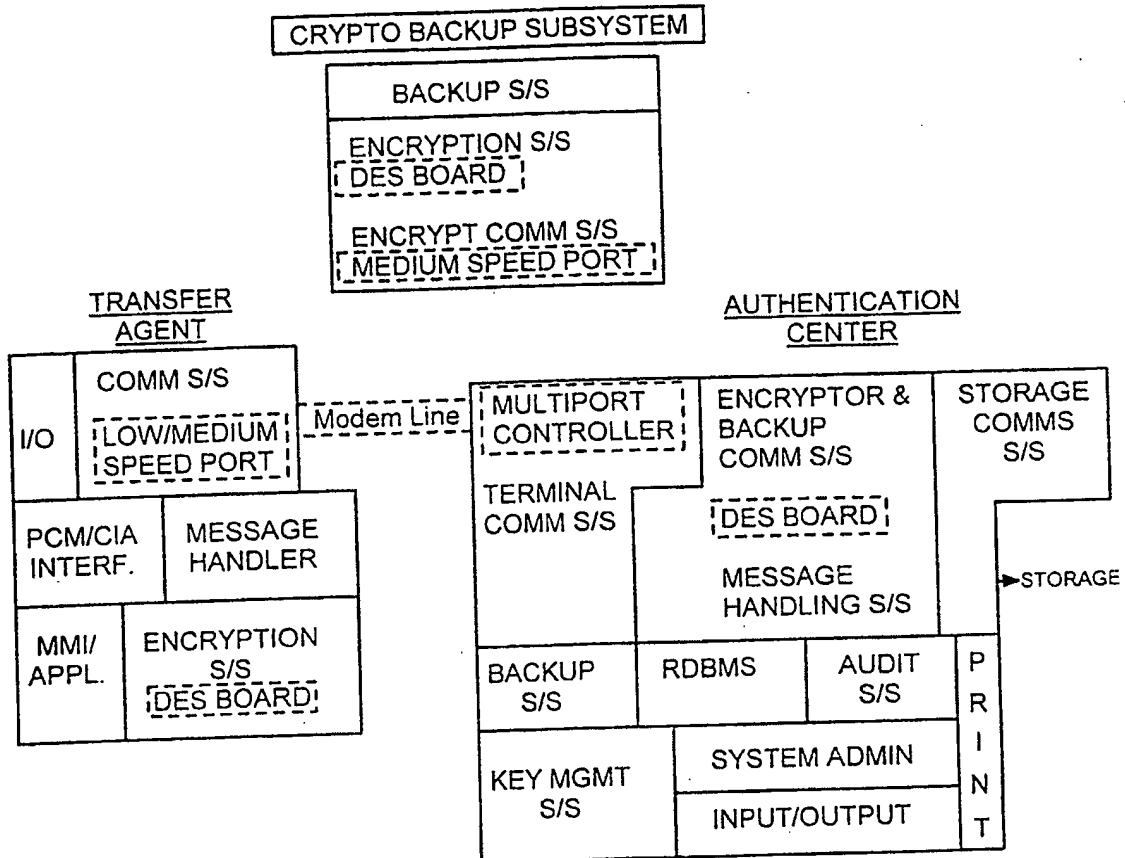 CRYPTO BACKUP SUBSYSTEM
BACKUP S/S
ENCRYPTION S/S
DES BOARD
ENCRYPT COMM S/S
MEDIUM SPEED PORT
TRANSFER
AGENT
I/O
COMM S/S
LOW/MEDIUM
SPEED PORT
PCM/CIA
INTERF.
MESSAGE
HANDLER
MMI/
APPL.
ENCRYPTION
S/S
DES BOARD
Modem Line
AUTHENTICATION
CENTER
MULTIPORT
CONTROLLER
TERMINAL
COMM S/S
ENCRYPTOR &
BACKUP
COMM S/S
DES BOARD
MESSAGE
HANDLING S/S
STORAGE
COMMS
S/S
STORAGE
BACKUP
S/S
RDBMS
AUDIT
S/S
PRINT
KEY MGMT
S/S
SYSTEM ADMIN
INPUT/OUTPUT